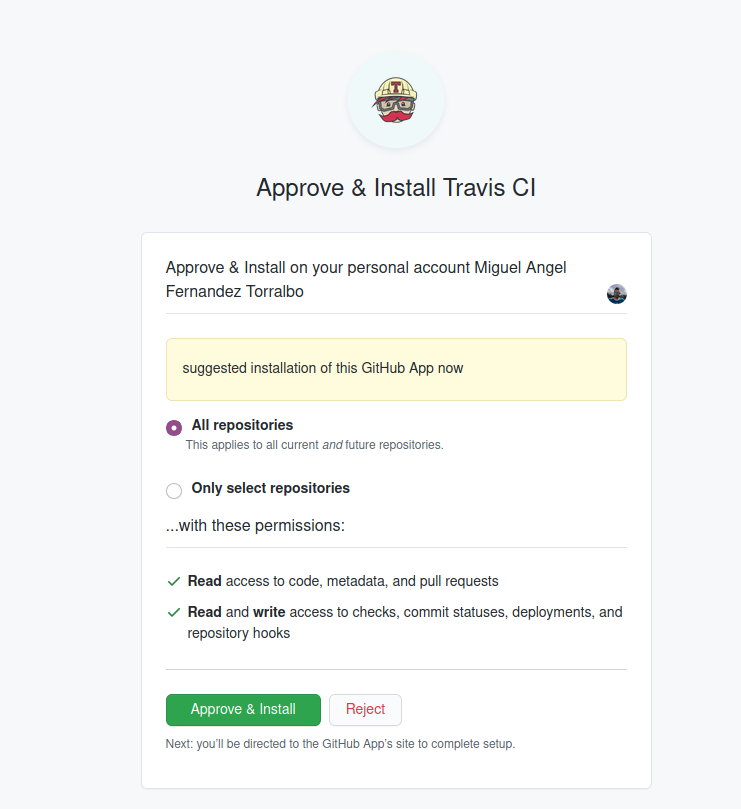 T
Approve & Install Travis CI
Approve & Install on your personal account Miguel Angel
Fernandez Torralbo
suggested installation of this GitHub App now
All repositories
This applies to all current and future repositories.
Only select repositories
...with these permissions:
Read access to code, metadata, and pull requests
Read and write access to checks, commit statuses, deployments, and
repository hooks
Approve & Install Reject
Next: you'll be directed to the GitHub App's site to complete setup.